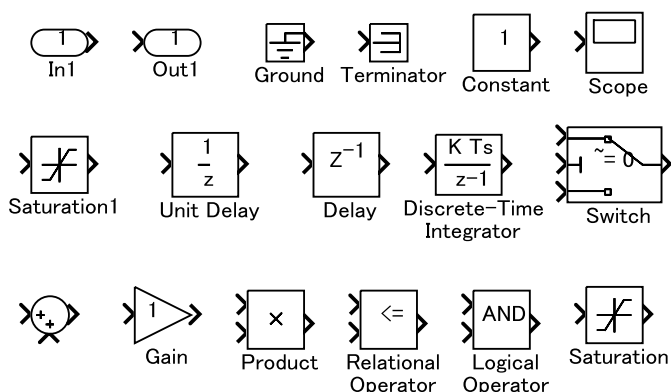 1
In1
1
Out1
Ground
Terminator
1
Constant
Scope
Saturation1
1
z
Unit Delay
Z-1
Delay
K Ts
z-1
Discrete-Time
Integrator
~= 0
Switch
+
+
1
Gain
×
Product
<=
Relational
Operator
AND
Logical
Operator
Saturation